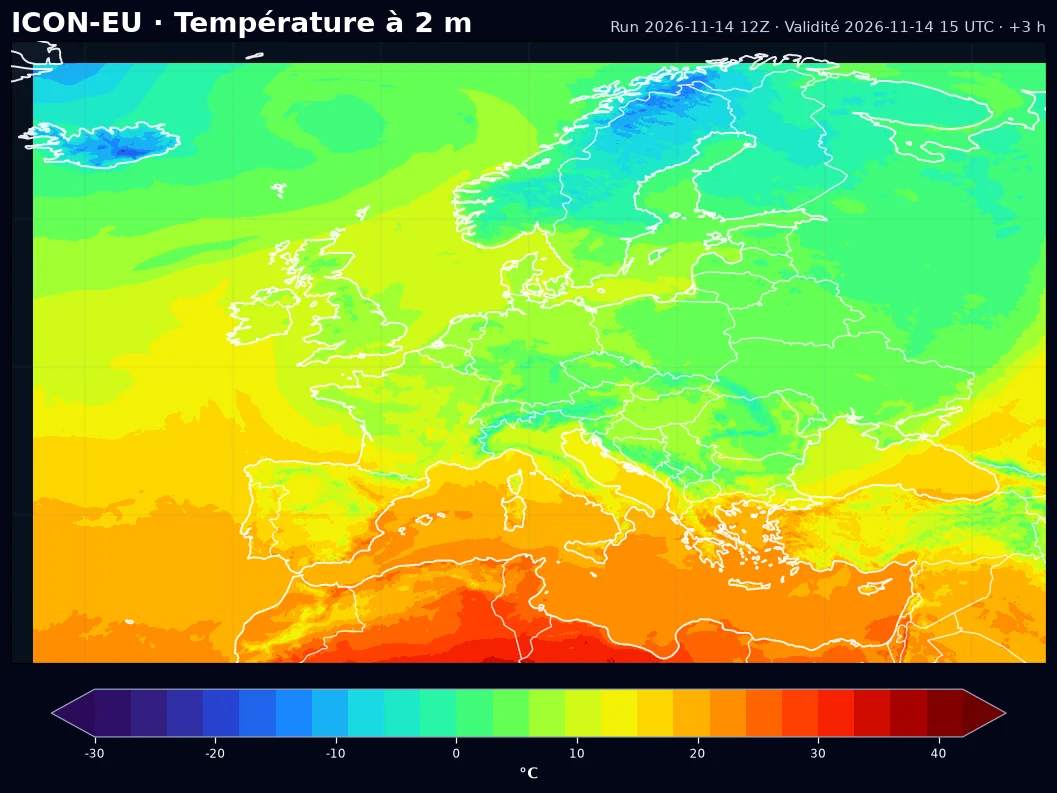 ICON-EU · Température à 2 m
Run 2026-11-14 12Z · Validité 2026-11-14 15 UTC · +3 h
-30 -20 -10 0 10 20 30 40
°C